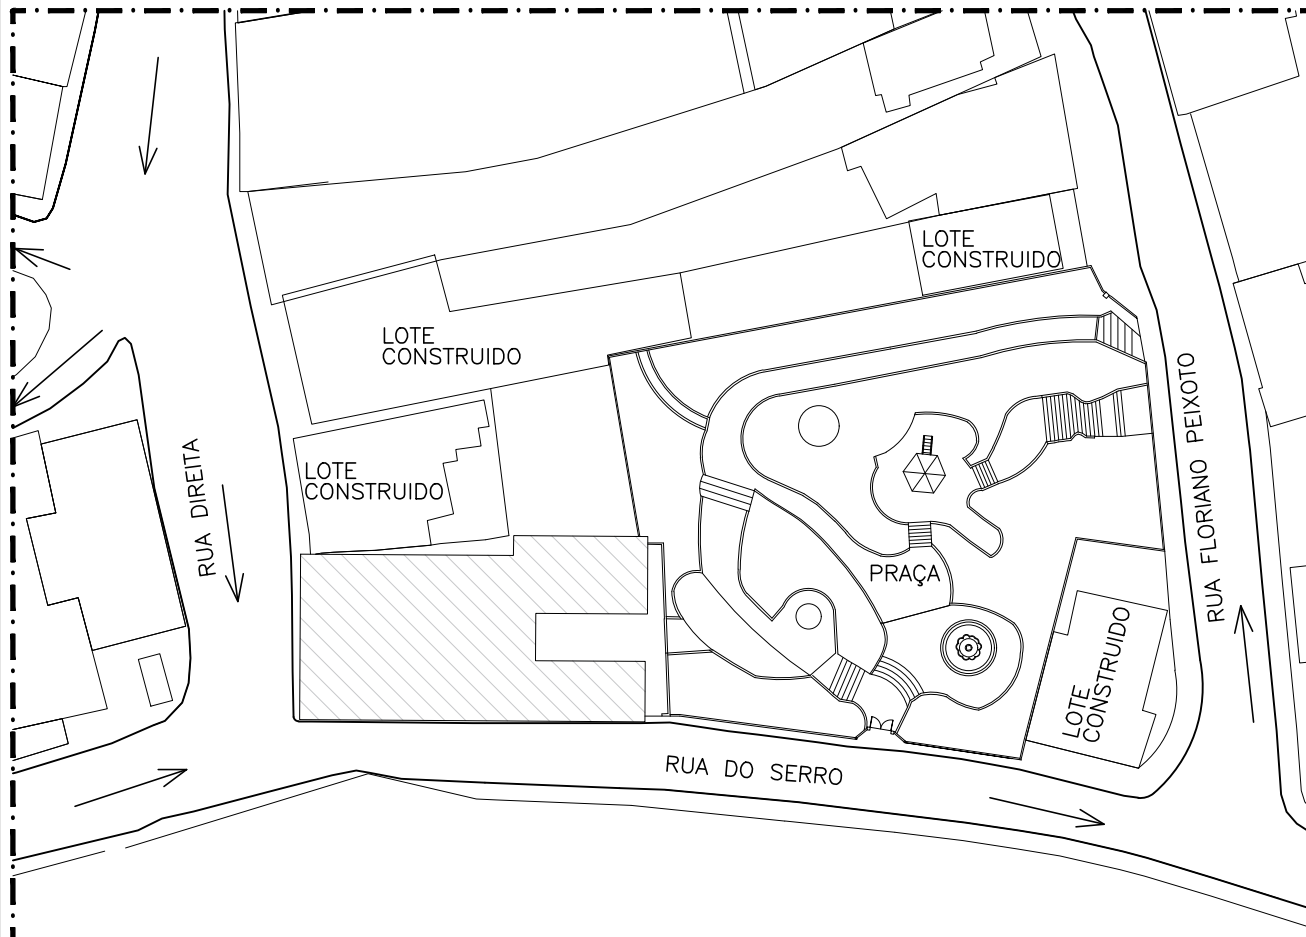 LOTE
CONSTRUIDO
LOTE
CONSTRUIDO
LOTE
CONSTRUIDO
RUA DIREITA
RUA FLORIANO PEIXOTO
PRAÇA
LOTE
CONSTRUIDO
RUA DO SERRO